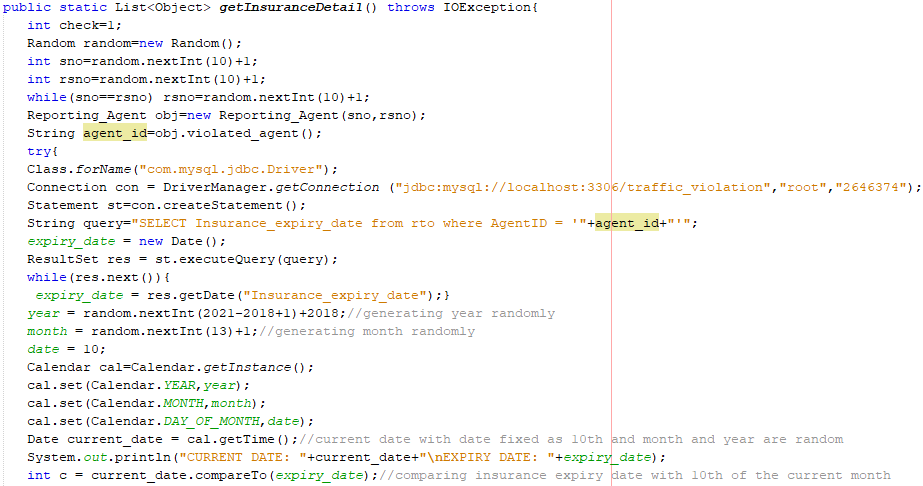 public static List<Object> getInsuranceDetail() throws IOException{
int check=1;
Random random=new Random();
int sno=random.nextInt(10)+1;
int rsno=random.nextInt(10)+1;
while(sno==rsno) rsno=random.nextInt(10)+1;
Reporting_Agent obj=new Reporting_Agent(sno,rsno);
String agent_id=obj.violated_agent();
try{
Class.forName("com.mysql.jdbc.Driver");
Connection con = DriverManager.getConnection ("jdbc:mysql://localhost:3306/traffic_violation","root","2646374");
Statement st=con.createStatement();
String query="SELECT Insurance_expiry_date from rto where AgentID = '"+agent_id+"'";
expiry_date = new Date();
ResultSet res = st.executeQuery(query);
while(res.next()){
expiry_date = res.getDate("Insurance_expiry_date");}
year = random.nextInt(2021-2018+1)+2018;//generating year randomly
month = random.nextInt(13)+1;//generating month randomly
date = 10;
Calendar cal=Calendar.getInstance();
cal.set(Calendar.YEAR,year);
cal.set(Calendar.MONTH,month);
cal.set(Calendar.DAY_OF_MONTH,date);
Date current_date = cal.getTime();//current date with date fixed as 10th and month and year are random
System.out.println("CURRENT DATE: "+current_date+"\nEXPIRY DATE: "+expiry_date);
int c = current_date.compareTo(expiry_date);//comparing insurance expiry date with 10th of the current month